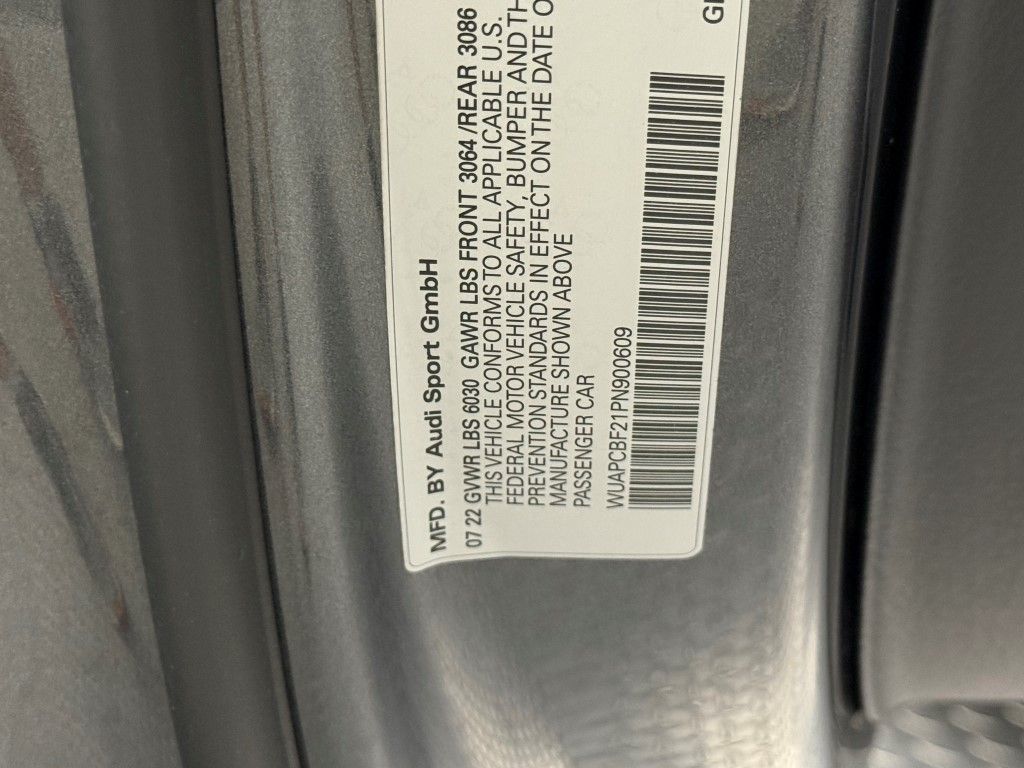 MFD. BY Audi Sport GmbH
07 22 GVWR LBS 6030 GAWR LBS FRONT 3064 /REAR 3086
THIS VEHICLE CONFORMS TO ALL APPLICABLE U.S.
FEDERAL MOTOR VEHICLE SAFETY, BUMPER AND
PREVENTION STANDARDS IN EFFECT ON THE DATE
MANUFACTURE SHOWN ABOVE
PASSENGER CAR
WUAPCBF21PN900609